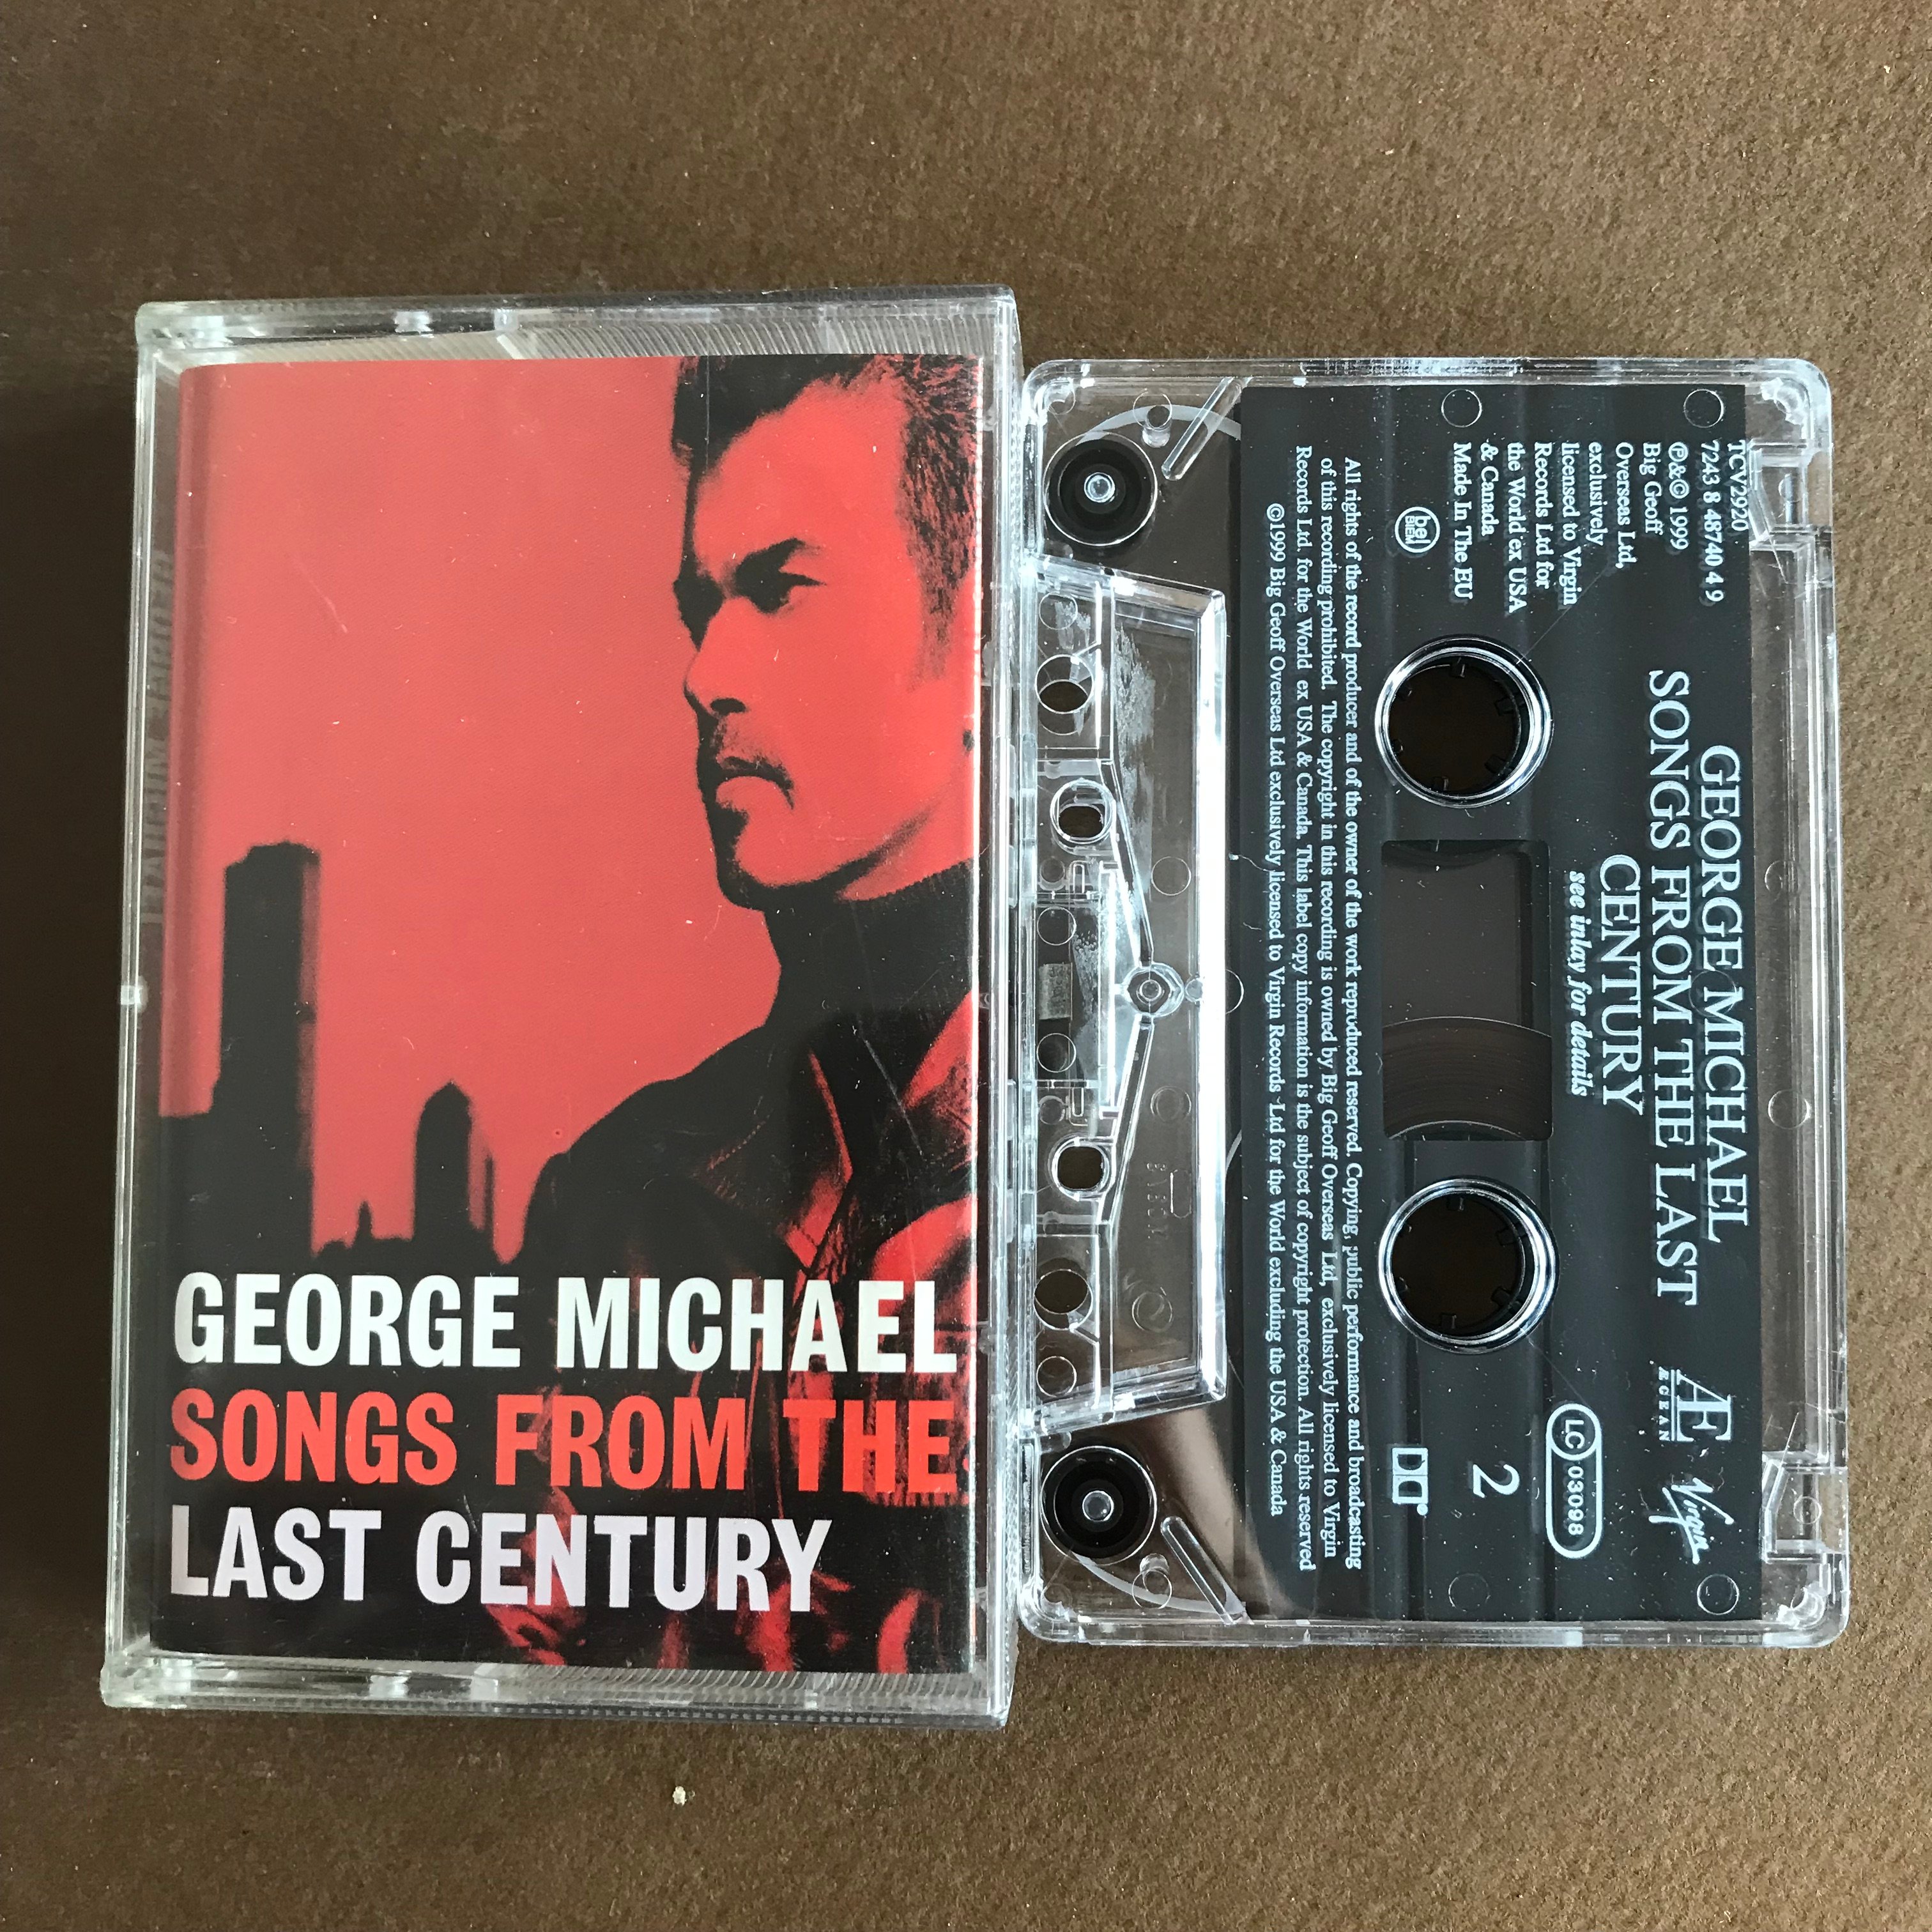 GEORGE MICHAEL
SONGS FROM THE
LAST CENTURY
TCV2920
7243 8 48740 4 9
℗&© 1999
Big Geoff
Overseas Ltd,
exclusively
licensed to Virgin
Records Ltd for
the World ex USA
& Canada
Made In The EU
bel
BIEM
GEORGE MICHAEL
SONGS FROM THE LAST
CENTURY
see inlay for details
Æ
ÆGEAN
Virgin
LC 03098
2
All rights of the record producer and of the owner of the work reproduced reserved. Copying, public performance and broadcasting
of this recording prohibited. The copyright in this recording is owned by Big Geoff Overseas Ltd, exclusively licensed to Virgin
Records Ltd. for the World ex USA & Canada. This label copy information is the subject of copyright protection. All rights reserved
©1999 Big Geoff Overseas Ltd exclusively licensed to Virgin Records Ltd for the World excluding the USA & Canada